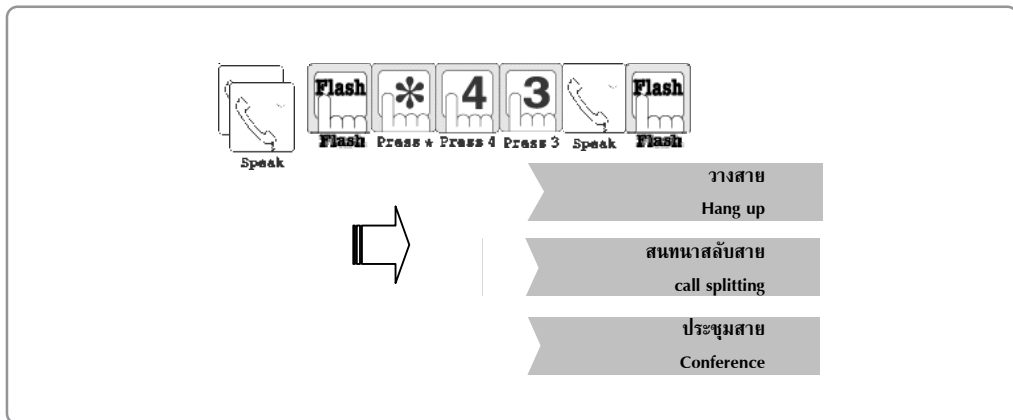 Flash * 4 3 Flash
Speak Flash Press * Press 4 Press 3 Speak Flash
วางสาย
Hang up
สนทนาสลับสาย
call splitting
ประชุมสาย
Conference